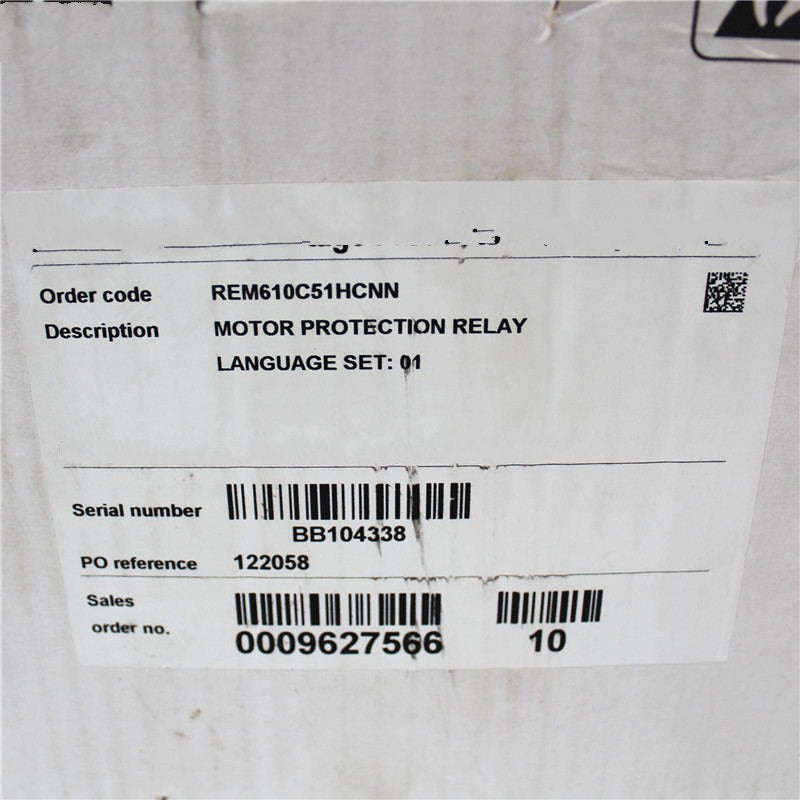 Order code REM610C51HCNN
Description MOTOR PROTECTION RELAY
LANGUAGE SET: 01
Serial number
BB104338
PO reference 122058
Sales
order no.
0009627566 10